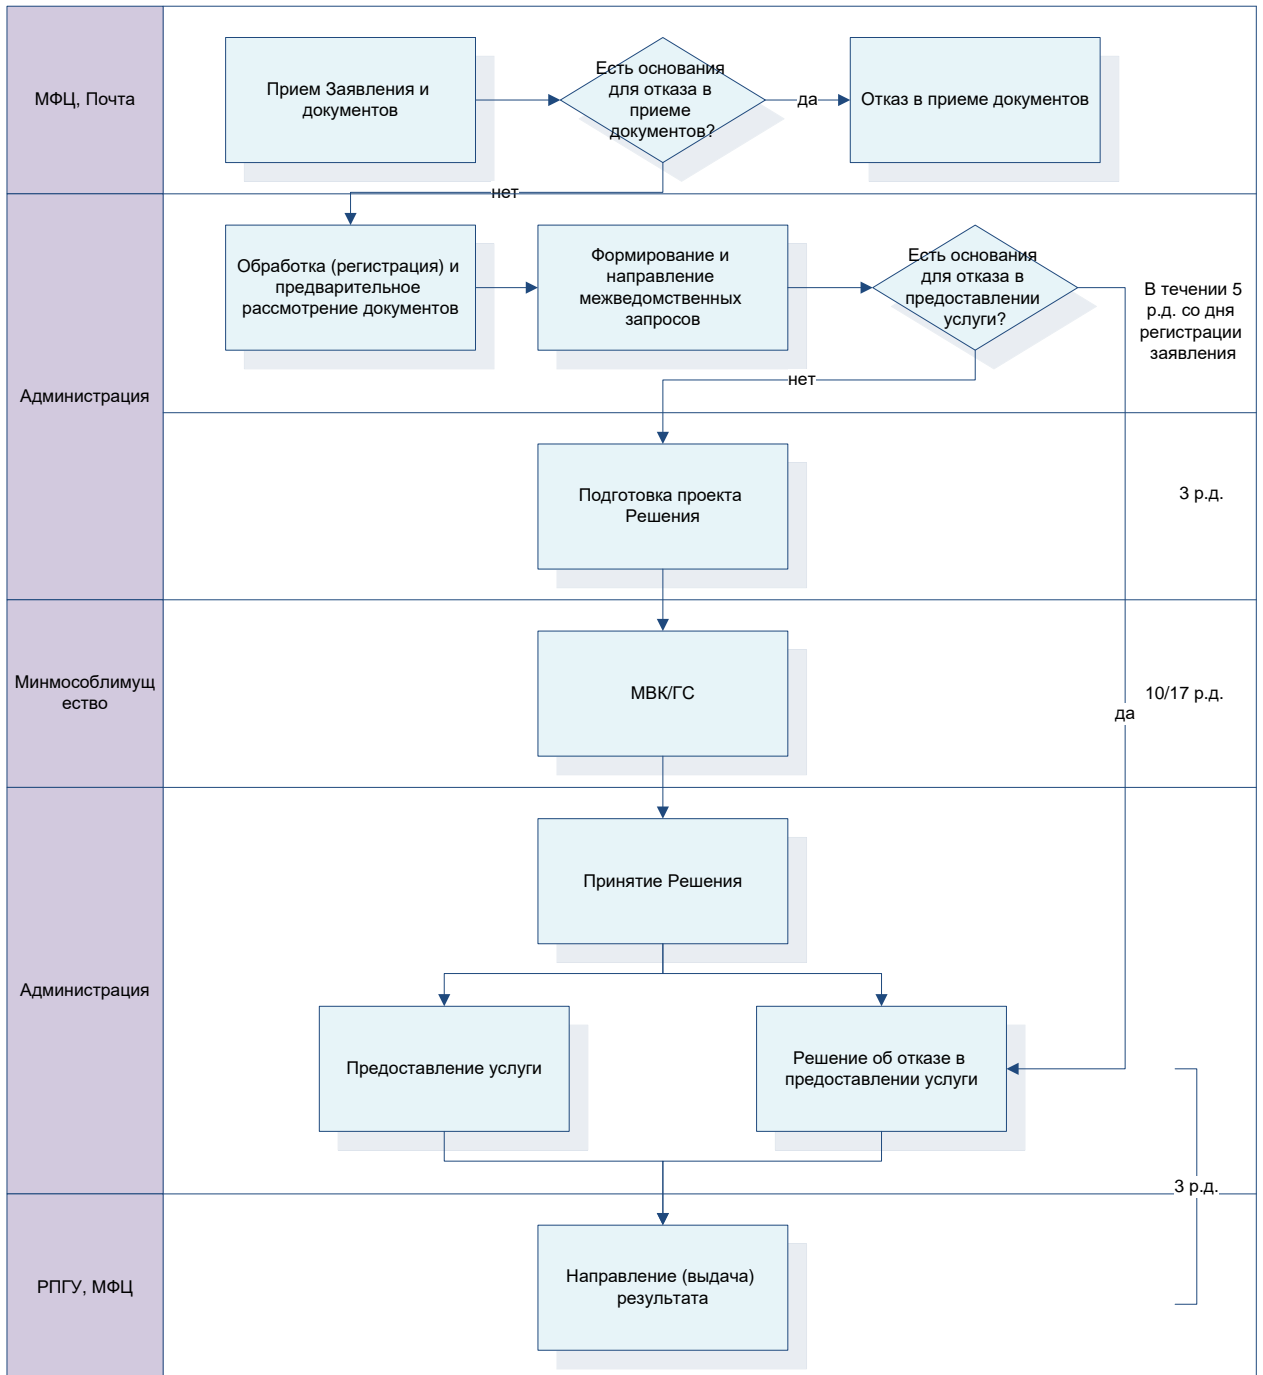 МФЦ, Почта
Прием Заявления и
документов
Есть основания
для отказа в
приеме
документов?
да
Отказ в приеме документов
нет
Администрация
Обработка (регистрация) и
предварительное
рассмотрение документов
Формирование и
направление
межведомственных
запросов
Есть основания
для отказа в
предоставлении
услуги?
В течении 5
р.д. со дня
регистрации
заявления
нет
Подготовка проекта
Решения
3 р.д.
Минмособлимущ
ество
МВК/ГС
10/17 р.д.
да
Администрация
Принятие Решения
Предоставление услуги
Решение об отказе в
предоставлении услуги
3 р.д.
РПГУ, МФЦ
Направление (выдача)
результата